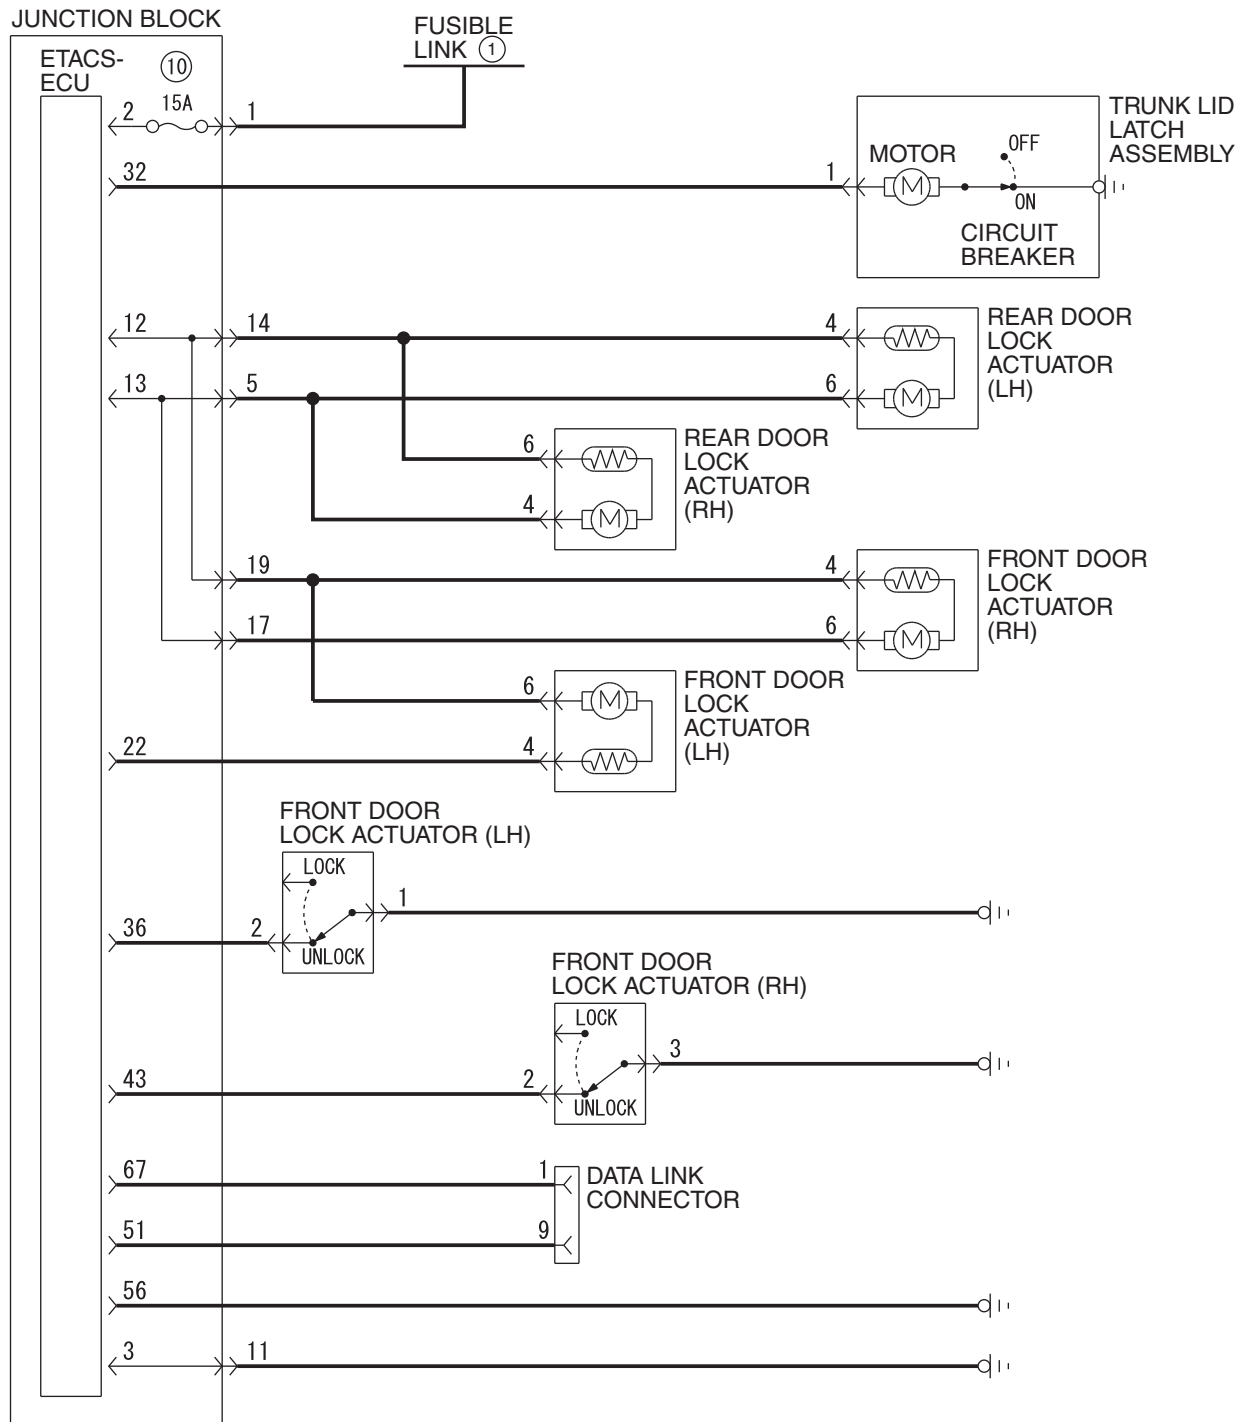 JUNCTION BLOCK
FUSIBLE
LINK 1
ETACS-
ECU
10
15A
2
1
TRUNK LID
LATCH
ASSEMBLY
32
1
MOTOR
M
OFF
ON
CIRCUIT
BREAKER
12
14
4
REAR DOOR
LOCK
ACTUATOR
(LH)
13
5
6
M
6
REAR DOOR
LOCK
ACTUATOR
(RH)
4
M
19
4
FRONT DOOR
LOCK
ACTUATOR
(RH)
17
6
M
6
M
FRONT DOOR
LOCK
ACTUATOR
(LH)
22
4
FRONT DOOR
LOCK ACTUATOR (LH)
LOCK
1
36
2
UNLOCK
FRONT DOOR
LOCK ACTUATOR (RH)
LOCK
3
43
2
UNLOCK
67
1
DATA LINK
CONNECTOR
51
9
56
3
11